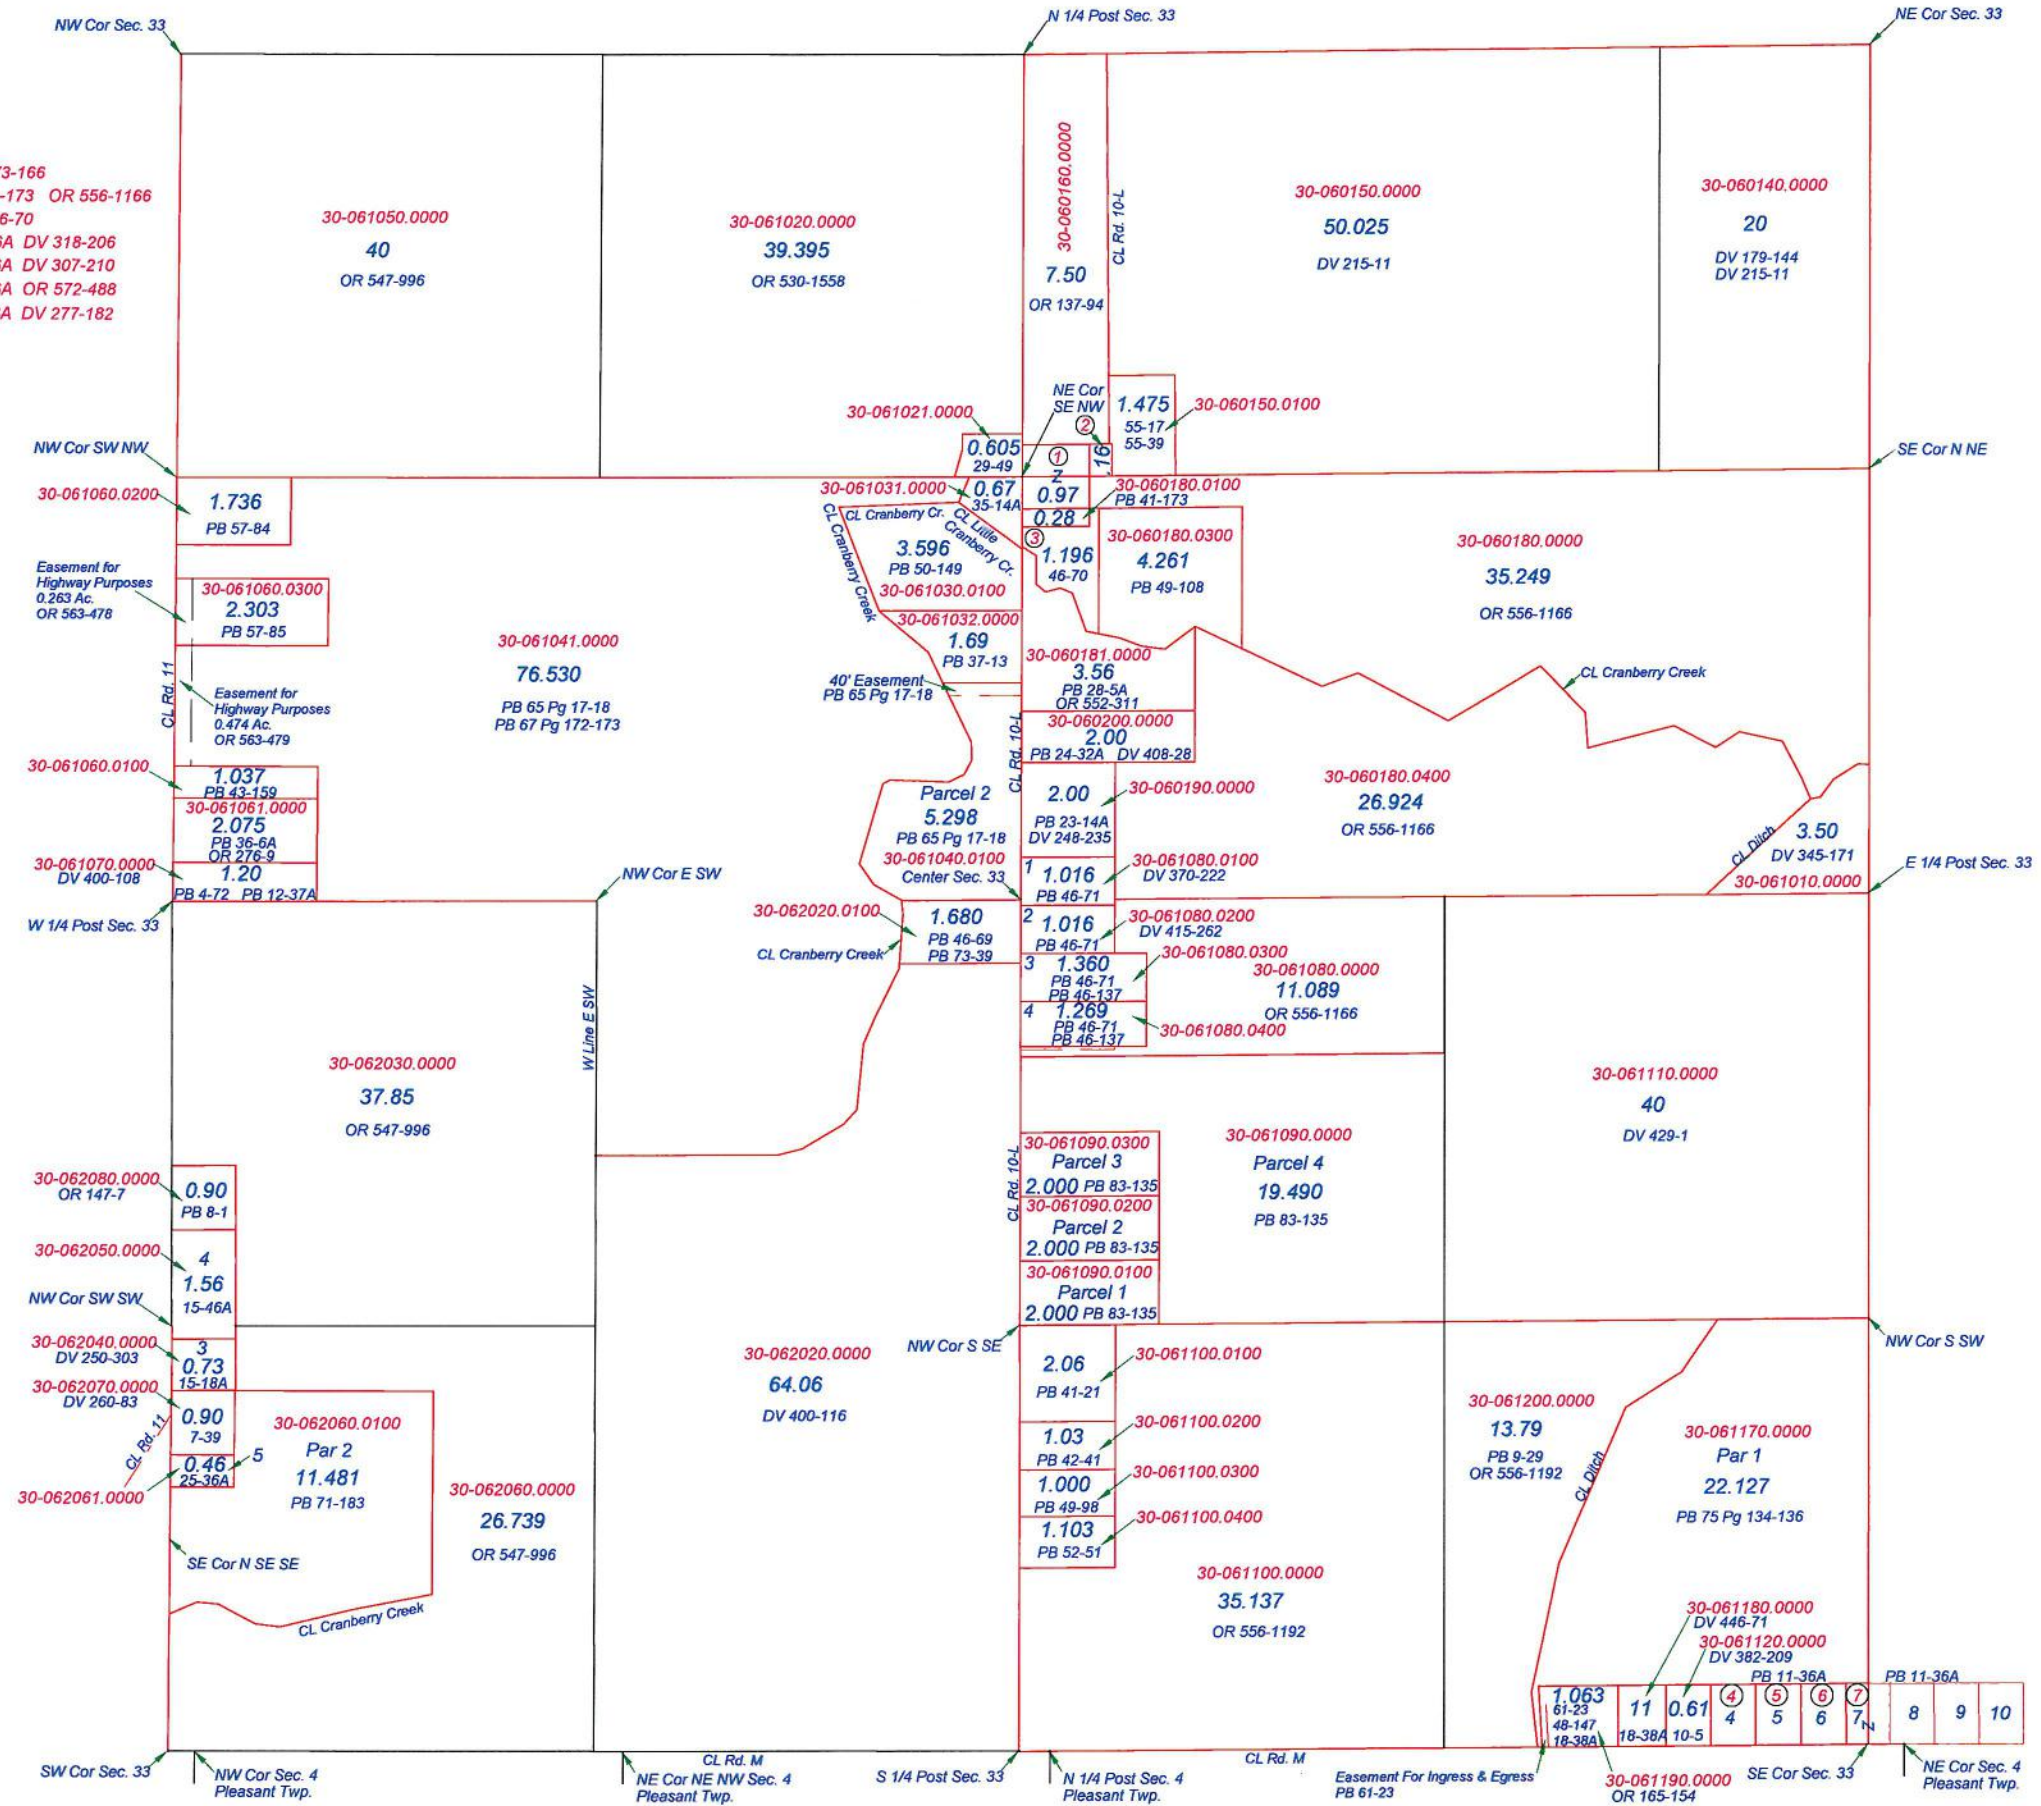 NW Cor Sec. 33
N 1/4 Post Sec. 33
NE Cor Sec. 33
3-166
-173 OR 556-1166
6-70
6A DV 318-206
A DV 307-210
A OR 572-488
A DV 277-182
30-061050.0000
40
OR 547-996
30-061020.0000
39.395
OR 530-1558
30-060160.0000
7.50
OR 137-94
CL Rd. 10-L
30-060150.0000
50.025
DV 215-11
30-060140.0000
20
DV 179-144
DV 215-11
NE Cor
SE NW
2
1.475
55-17
55-39
30-060150.0100
30-061021.0000
0.605
29-49
1
Z
.16
NW Cor SW NW
SE Cor N NE
30-061060.0200
1.736
PB 57-84
30-061031.0000
0.67
35-14A
0.97
30-060180.0100
PB 41-173
0.28
3
CL Cranberry Cr.
CL Little
Cranberry Cr.
CL Cranberry Creek
3.596
PB 50-149
30-061030.0100
1.196
46-70
30-060180.0300
4.261
PB 49-108
30-060180.0000
35.249
OR 556-1166
Easement for
Highway Purposes
0.263 Ac.
OR 563-478
30-061060.0300
2.303
PB 57-85
30-061041.0000
76.530
PB 65 Pg 17-18
PB 67 Pg 172-173
30-061032.0000
1.69
PB 37-13
40' Easement
PB 65 Pg 17-18
30-060181.0000
3.56
PB 28-5A
OR 552-311
CL Cranberry Creek
CL Rd. 11
Easement for
Highway Purposes
0.474 Ac.
OR 563-479
30-060200.0000
2.00
PB 24-32A DV 408-28
CL Rd. 10-L
30-061060.0100
1.037
PB 43-159
30-061061.0000
2.075
PB 36-6A
OR 276-9
30-061070.0000
DV 400-108
1.20
PB 4-72 PB 12-37A
Parcel 2
5.298
PB 65 Pg 17-18
30-061040.0100
Center Sec. 33
2.00
PB 23-14A
DV 248-235
30-060190.0000
30-060180.0400
26.924
OR 556-1166
CL Ditch
3.50
DV 345-171
30-061010.0000
E 1/4 Post Sec. 33
1
1.016
PB 46-71
30-061080.0100
DV 370-222
W 1/4 Post Sec. 33
NW Cor E SW
30-062020.0100
CL Cranberry Creek
1.680
PB 46-69
PB 73-39
2
1.016
PB 46-71
30-061080.0200
DV 415-262
3
1.360
PB 46-71
PB 46-137
30-061080.0300
4
1.269
PB 46-71
PB 46-137
30-061080.0400
30-061080.0000
11.089
OR 556-1166
W Line E SW
30-062030.0000
37.85
OR 547-996
30-061110.0000
40
DV 429-1
30-061090.0300
Parcel 3
2.000 PB 83-135
30-061090.0200
Parcel 2
2.000 PB 83-135
30-061090.0100
Parcel 1
2.000 PB 83-135
CL Rd. 10-L
30-061090.0000
Parcel 4
19.490
PB 83-135
30-062080.0000
OR 147-7
0.90
PB 8-1
30-062050.0000
4
1.56
15-46A
NW Cor SW SW
30-062040.0000
DV 250-303
3
0.73
15-18A
30-062070.0000
DV 260-83
0.90
7-39
CL Rd. 11
0.46
25-36A
5
30-062061.0000
30-062060.0100
Par 2
11.481
PB 71-183
30-062060.0000
26.739
OR 547-996
SE Cor N SE SE
CL Cranberry Creek
30-062020.0000
64.06
DV 400-116
NW Cor S SE
NW Cor S SW
2.06
PB 41-21
30-061100.0100
1.03
PB 42-41
30-061100.0200
1.000
PB 49-98
30-061100.0300
1.103
PB 52-51
30-061100.0400
30-061100.0000
35.137
OR 556-1192
30-061200.0000
13.79
PB 9-29
OR 556-1192
CL Ditch
30-061170.0000
Par 1
22.127
PB 75 Pg 134-136
30-061180.0000
DV 446-71
30-061120.0000
DV 382-209
PB 11-36A
PB 11-36A
1.063
61-23
48-147
18-38A
11
18-38A
0.61
10-5
4
4
5
5
6
6
7
7
Z
8
9
10
SW Cor Sec. 33
NW Cor Sec. 4
Pleasant Twp.
NE Cor NE NW Sec. 4
Pleasant Twp.
CL Rd. M
S 1/4 Post Sec. 33
N 1/4 Post Sec. 4
Pleasant Twp.
CL Rd. M
Easement For Ingress & Egress
PB 61-23
30-061190.0000
OR 165-154
SE Cor Sec. 33
NE Cor Sec. 4
Pleasant Twp.